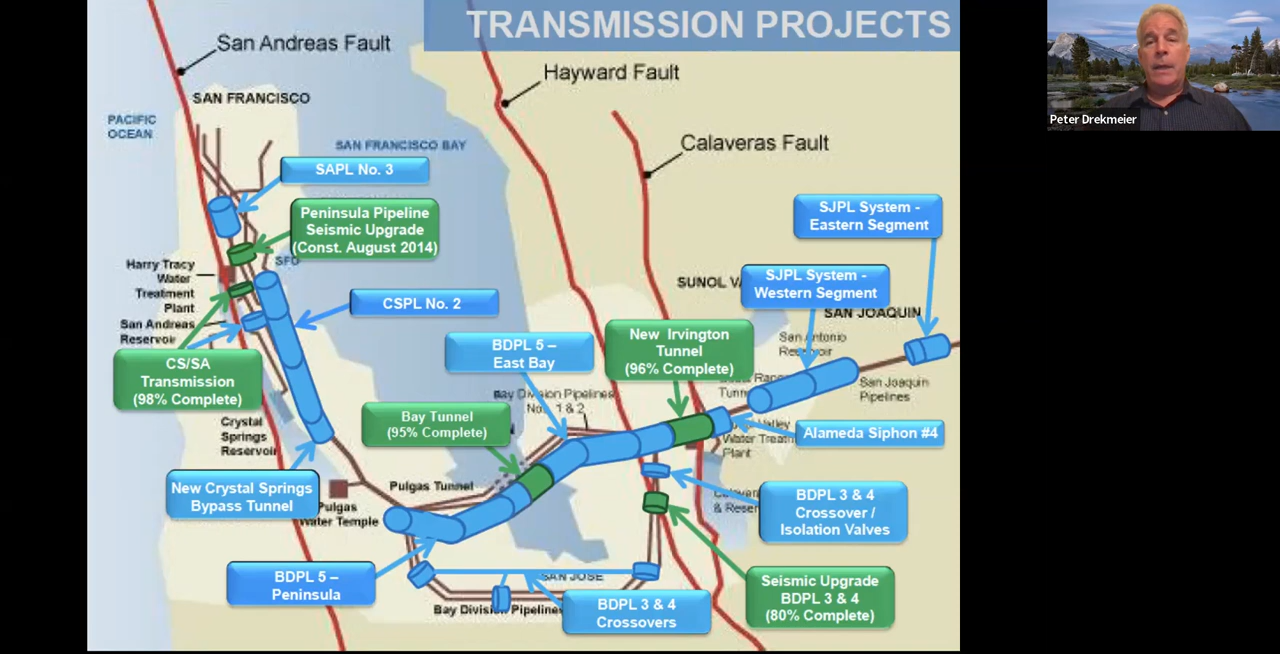 TRANSMISSION PROJECTS
San Andreas Fault
Hayward Fault
Calaveras Fault
SAN FRANCISCO
PACIFIC
OCEAN
SAN FRANCISCO BAY
SAPL No. 3
Peninsula Pipeline
Seismic Upgrade
(Const. August 2014)
SFO
Harry Tracy
Water
Treatment
Plant
San Andreas
Reservoir
CSPL No. 2
CS/SA
Transmission
(98% Complete)
Crystal
Springs
Reservoir
New Crystal Springs
Bypass Tunnel
Pulgas
Water Temple
Pulgas Tunnel
Bay Tunnel
(95% Complete)
BDPL 5 –
East Bay
Bay Division Pipelines
No. 1 & 2
New Irvington
Tunnel
(96% Complete)
SUNOL
SJPL System -
Western Segment
SJPL System -
Eastern Segment
SAN JOAQUIN
San Antonio
San Joaquin
Pipelines
Alameda Siphon #4
Valley
Water
Plant
BDPL 3 & 4
Crossover /
Isolation Valves
Seismic Upgrade
BDPL 3 & 4
(80% Complete)
BDPL 5 –
Peninsula
SAN JOSE
Bay Division Pipelines
BDPL 3 & 4
Crossovers
Peter Drekmeier